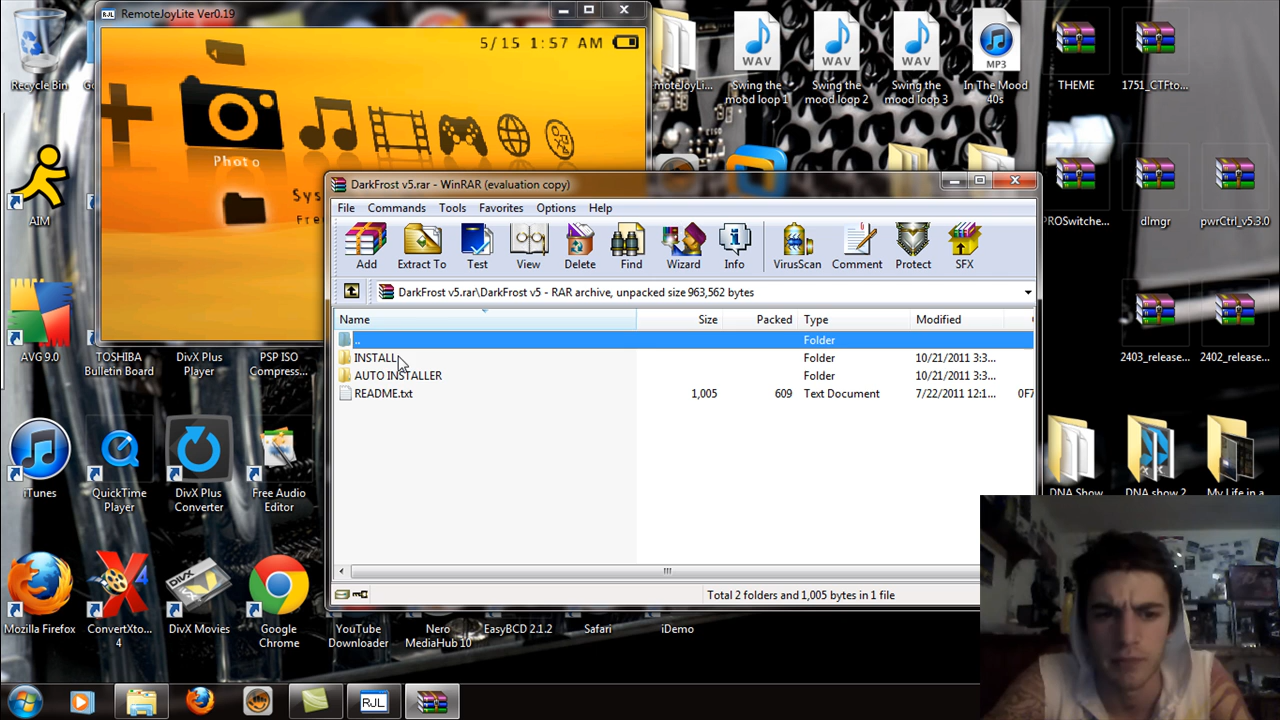 RJL RemoteJoyLite Ver0.19
5/15 1:57 AM
Photo
Sys
Fre
Recycle Bin
AIM
AVG 9.0
TOSHIBA
Bulletin Board
DivX Plus
Player
PSP ISO
Compress...
iTunes
QuickTime
Player
DivX Plus
Converter
Free Audio
Editor
Mozilla Firefox
ConvertXto...
4
DivX Movies
Google
Chrome
YouTube
Downloader
Nero
MediaHub 10
EasyBCD 2.1.2
Safari
iDemo
WAV
Swing the
mood loop 1
WAV
Swing the
mood loop 2
WAV
Swing the
mood loop 3
MP3
In The Mood
40s
THEME
1751_CTFto...
PROSwitche...
dlmgr
pwrCtrl_v5.3.0
2403_release...
2402_release...
DNA Show
DNA show 2
My Life in a
DarkFrost v5.rar - WinRAR (evaluation copy)
File Commands Tools Favorites Options Help
Add Extract To Test View Delete Find Wizard Info VirusScan Comment Protect SFX
DarkFrost v5.rar\DarkFrost v5 - RAR archive, unpacked size 963,562 bytes
Name Size Packed Type Modified
.. Folder
INSTALL Folder 10/21/2011 3:3...
AUTO INSTALLER Folder 10/21/2011 3:3...
README.txt 1,005 609 Text Document 7/22/2011 12:1... 0F7
Total 2 folders and 1,005 bytes in 1 file
RJL